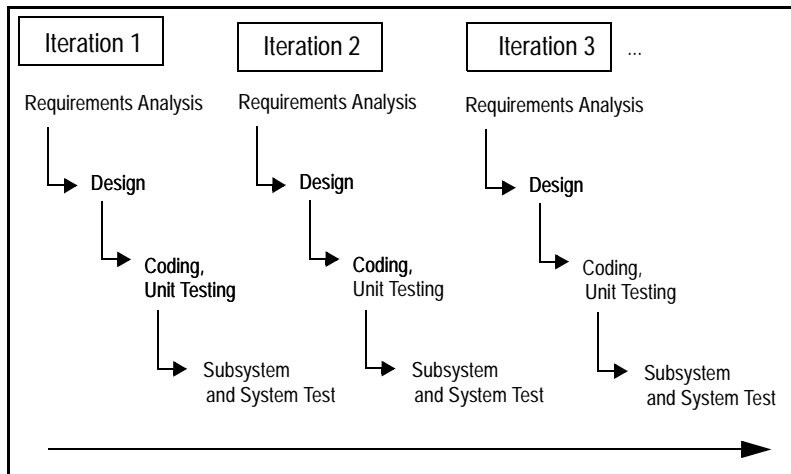 Iteration 1
Requirements Analysis
Design
Coding,
Unit Testing
Subsystem
and System Test
Iteration 2
Requirements Analysis
Design
Coding,
Unit Testing
Subsystem
and System Test
Iteration 3
...
Requirements Analysis
Design
Coding,
Unit Testing
Subsystem
and System Test